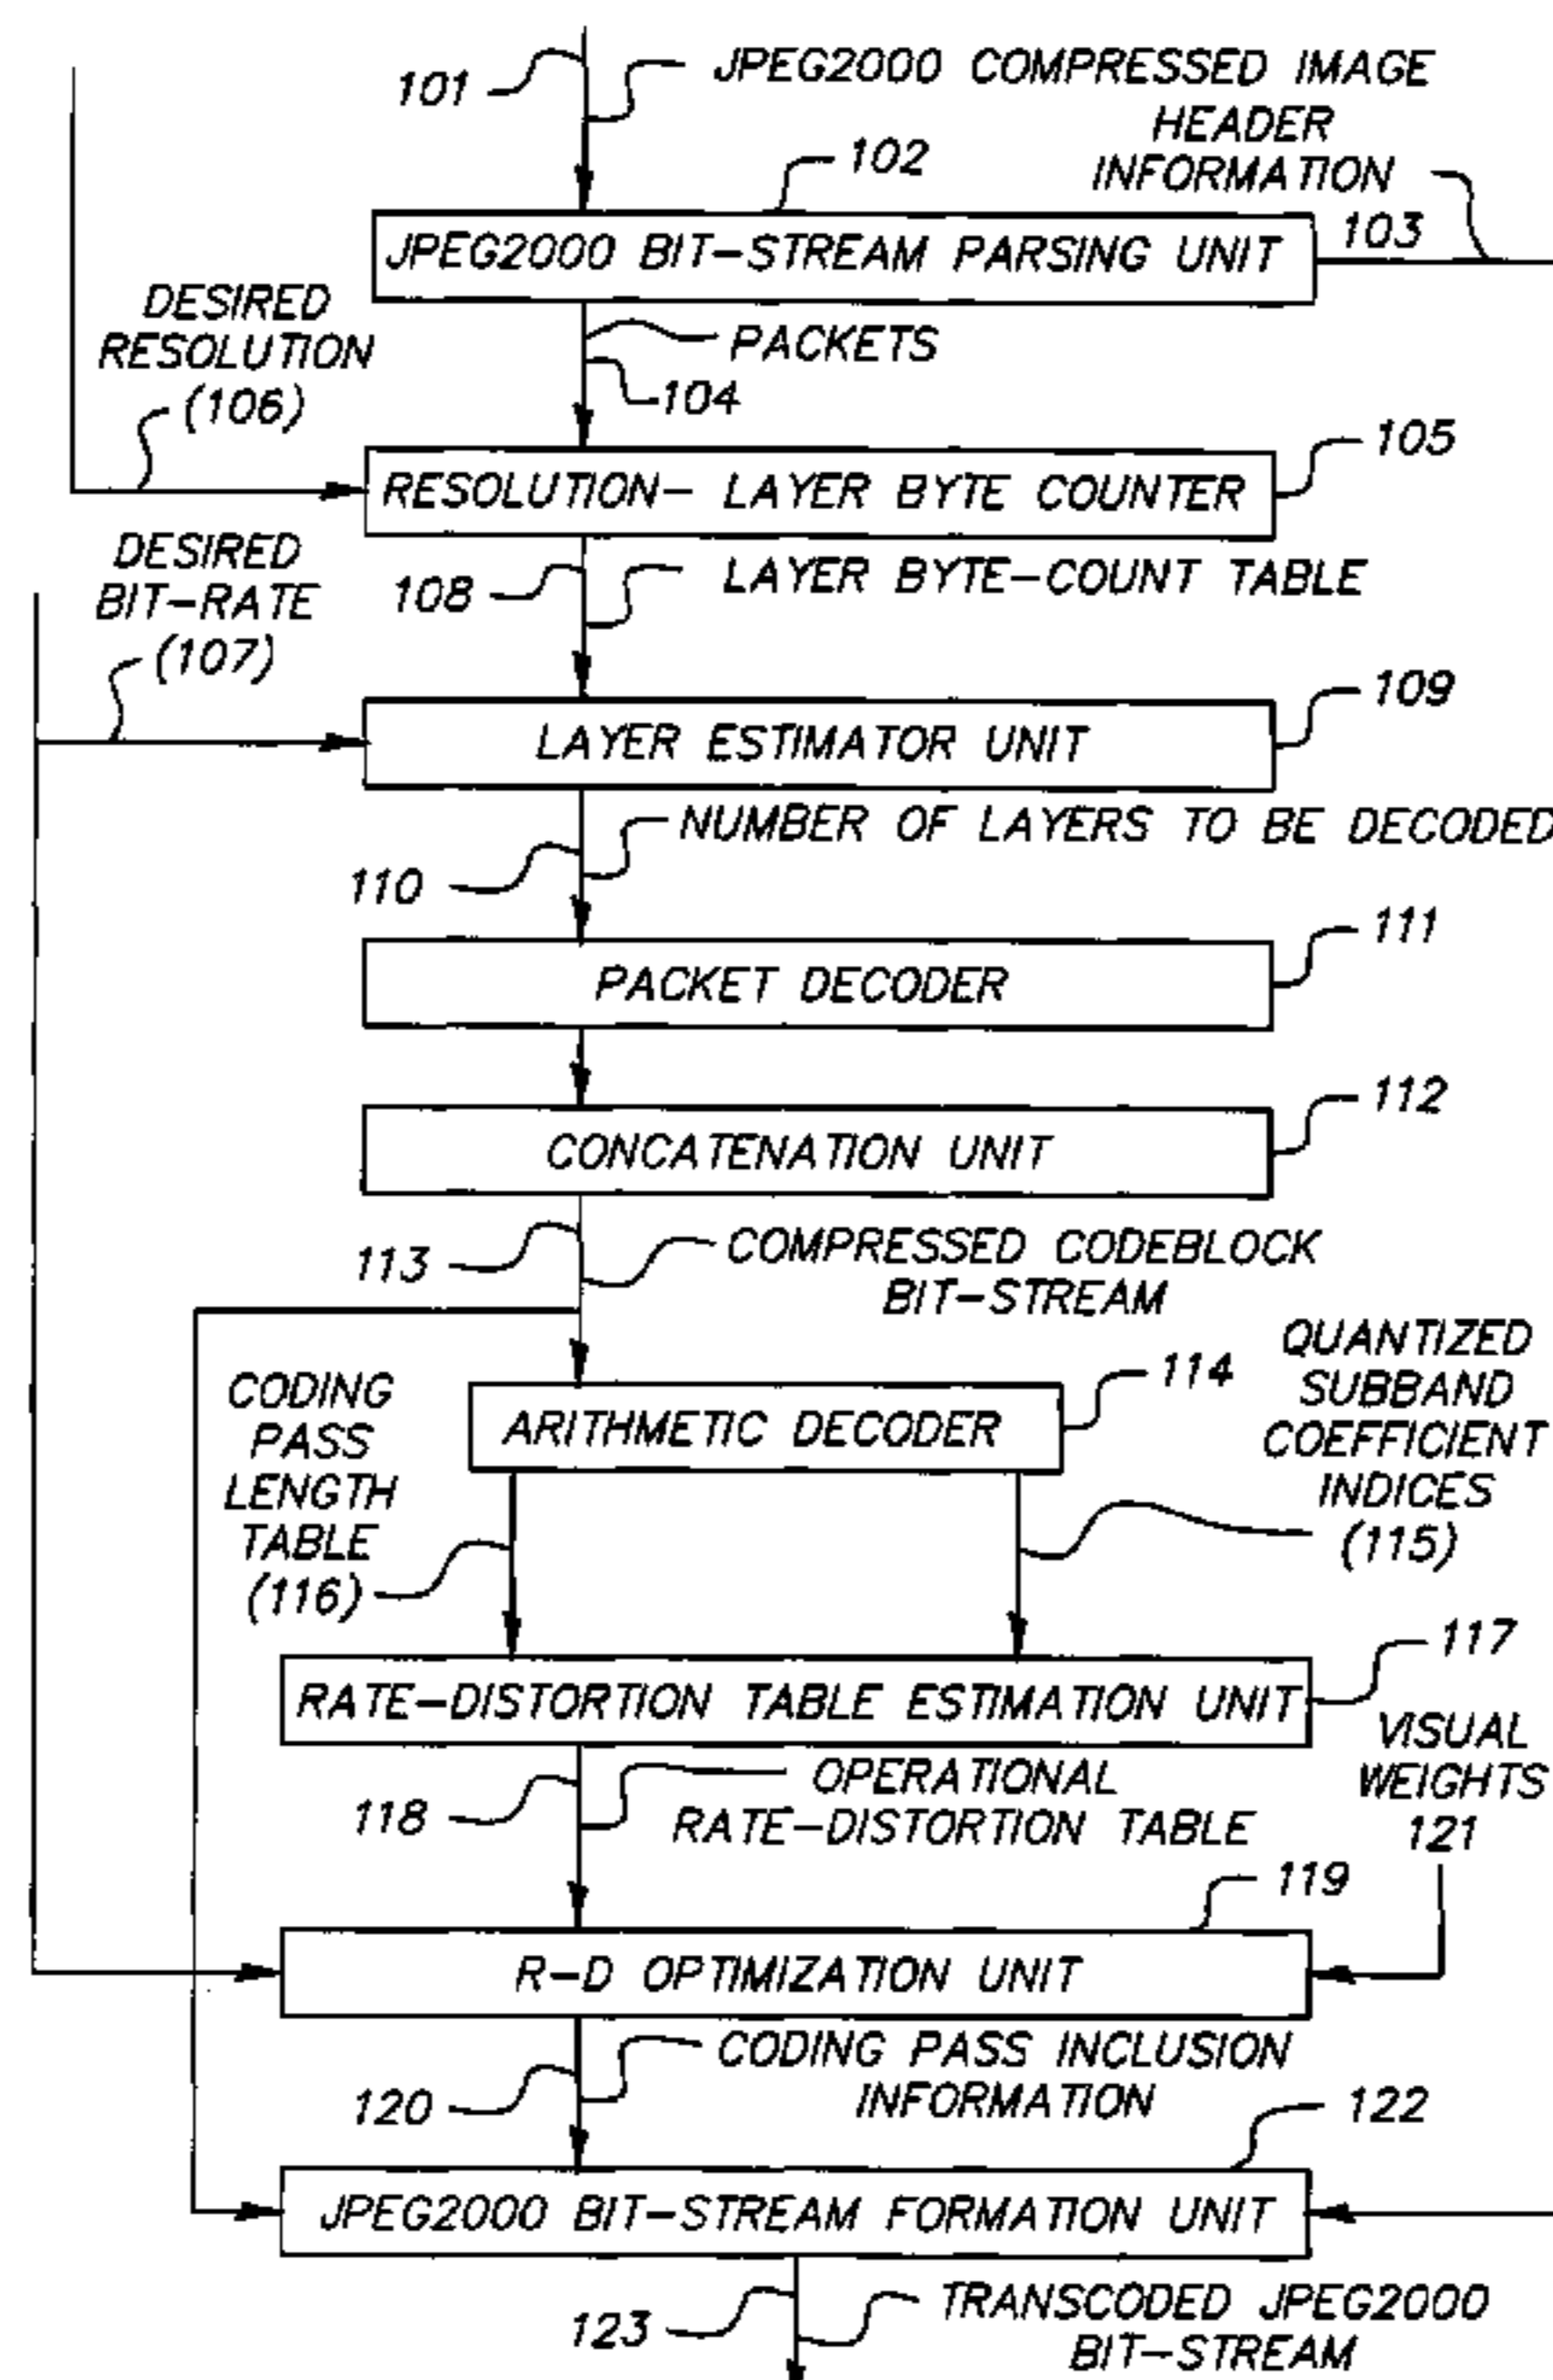 101
JPEG2000 COMPRESSED IMAGE
HEADER
INFORMATION
102
103
JPEG2000 BIT-STREAM PARSING UNIT
DESIRED
RESOLUTION
(106)
PACKETS
104
105
RESOLUTION- LAYER BYTE COUNTER
DESIRED
BIT-RATE
(107)
108
LAYER BYTE-COUNT TABLE
109
LAYER ESTIMATOR UNIT
NUMBER OF LAYERS TO BE DECODED
110
111
PACKET DECODER
112
CONCATENATION UNIT
113
COMPRESSED CODEBLOCK
BIT-STREAM
114
ARITHMETIC DECODER
CODING
PASS
LENGTH
TABLE
(116)
QUANTIZED
SUBBAND
COEFFICIENT
INDICES
(115)
117
RATE-DISTORTION TABLE ESTIMATION UNIT
118
OPERATIONAL
RATE-DISTORTION TABLE
VISUAL
WEIGHTS
121
119
R-D OPTIMIZATION UNIT
120
CODING PASS INCLUSION
INFORMATION
122
JPEG2000 BIT-STREAM FORMATION UNIT
123
TRANSCODED JPEG2000
BIT-STREAM